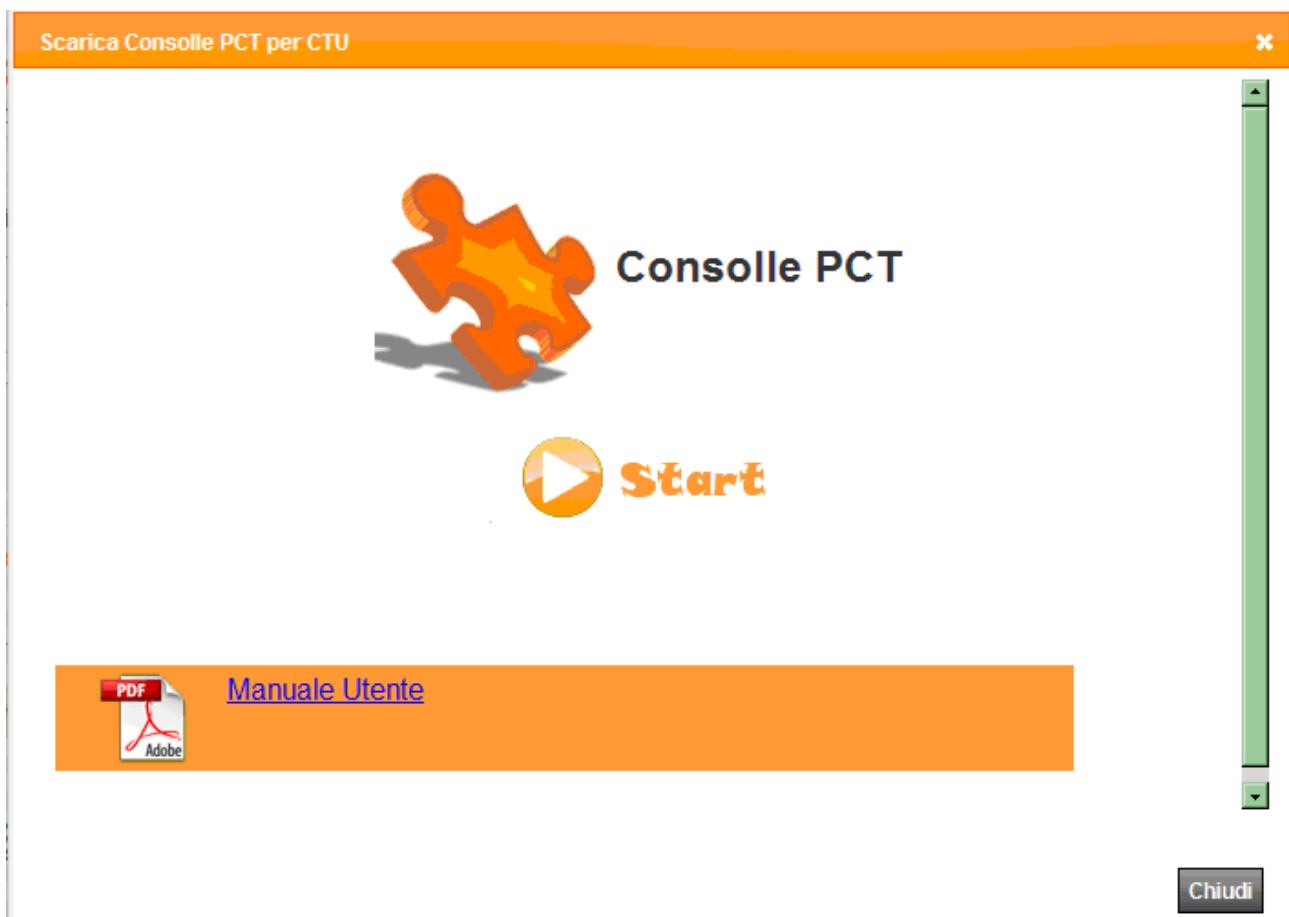 Scarica Consolle PCT per CTU
Consolle PCT
Start
PDF
Manuale Utente
Adobe
Chiudi